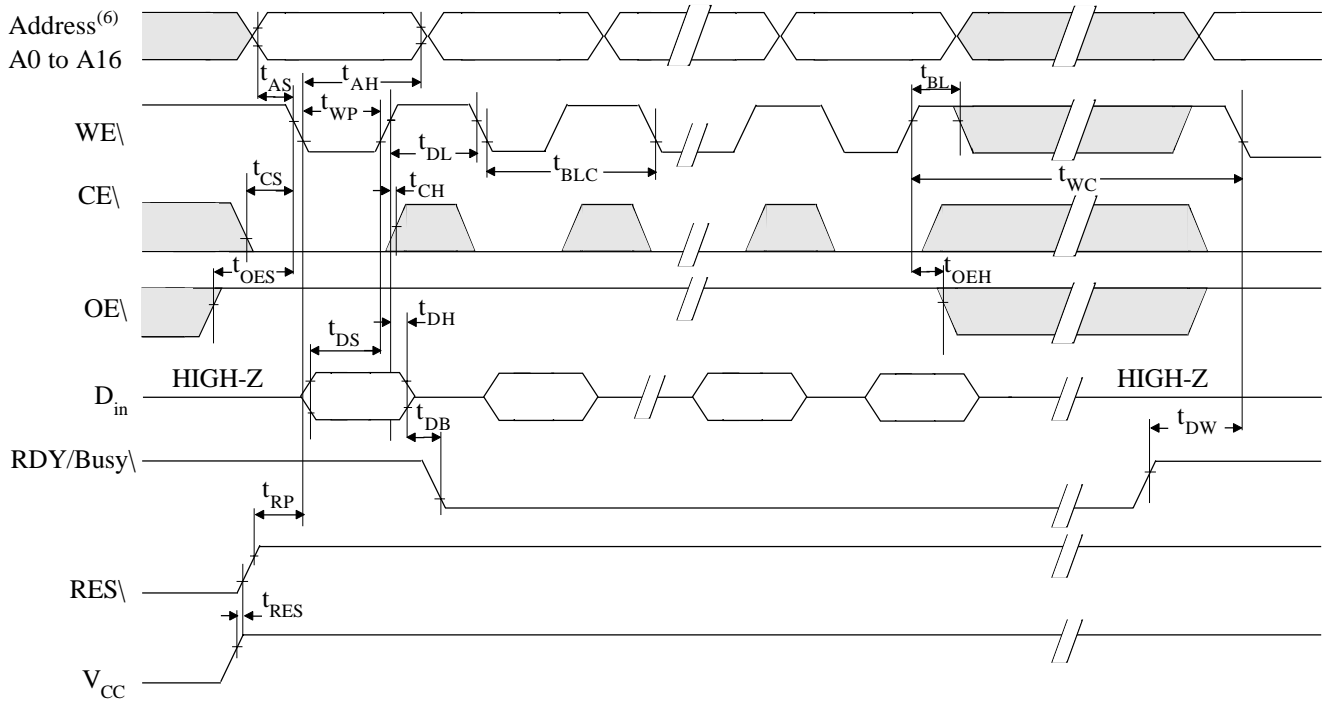 Address(6)
A0 to A16
tAS
tAH
tBL
WE\
tWP
tDL
tBLC
tWC
tCS
CE\
tCH
tOES
tOEH
OE\
tDH
tDS
HIGH-Z
HIGH-Z
Din
tDB
tDW
RDY/Busy\
tRP
RES\
tRES
VCC